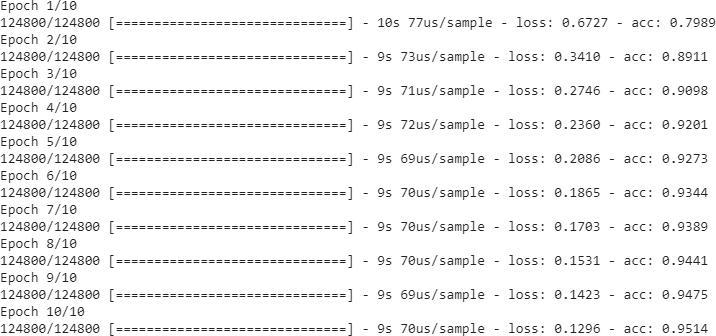 Epoch 1/10
124800/124800 [==============================] - 10s 77us/sample - loss: 0.6727 - acc: 0.7989
Epoch 2/10
124800/124800 [==============================] - 9s 73us/sample - loss: 0.3410 - acc: 0.8911
Epoch 3/10
124800/124800 [==============================] - 9s 71us/sample - loss: 0.2746 - acc: 0.9098
Epoch 4/10
124800/124800 [==============================] - 9s 72us/sample - loss: 0.2360 - acc: 0.9201
Epoch 5/10
124800/124800 [==============================] - 9s 69us/sample - loss: 0.2086 - acc: 0.9273
Epoch 6/10
124800/124800 [==============================] - 9s 70us/sample - loss: 0.1865 - acc: 0.9344
Epoch 7/10
124800/124800 [==============================] - 9s 70us/sample - loss: 0.1703 - acc: 0.9389
Epoch 8/10
124800/124800 [==============================] - 9s 70us/sample - loss: 0.1531 - acc: 0.9441
Epoch 9/10
124800/124800 [==============================] - 9s 69us/sample - loss: 0.1423 - acc: 0.9475
Epoch 10/10
124800/124800 [==============================] - 9s 70us/sample - loss: 0.1296 - acc: 0.9514